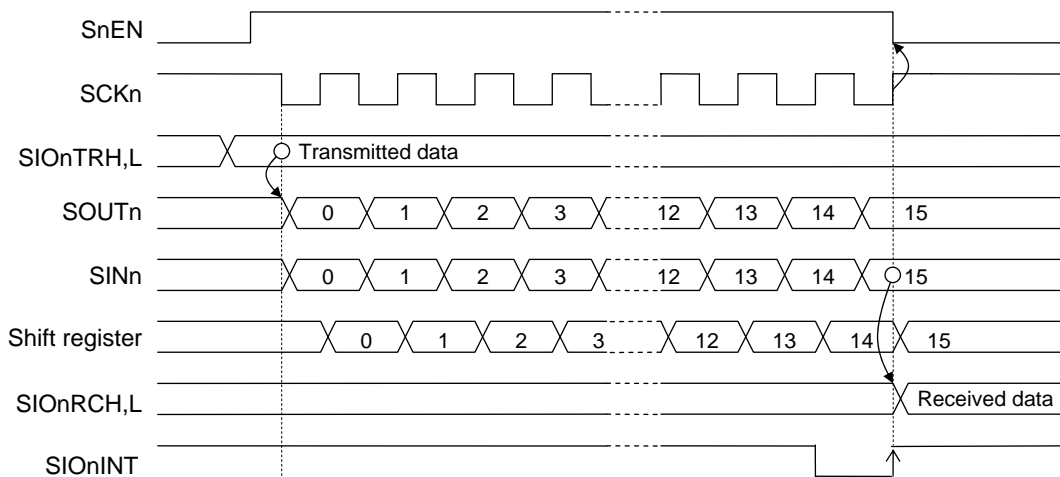 SnEN
SCKn
SIOnTRH,L
Transmitted data
SOUTn
0 1 2 3 12 13 14 15
SINn
0 1 2 3 12 13 14 15
Shift register
0 1 2 3 12 13 14 15
SIOnRCH,L
Received data
SIOnINT